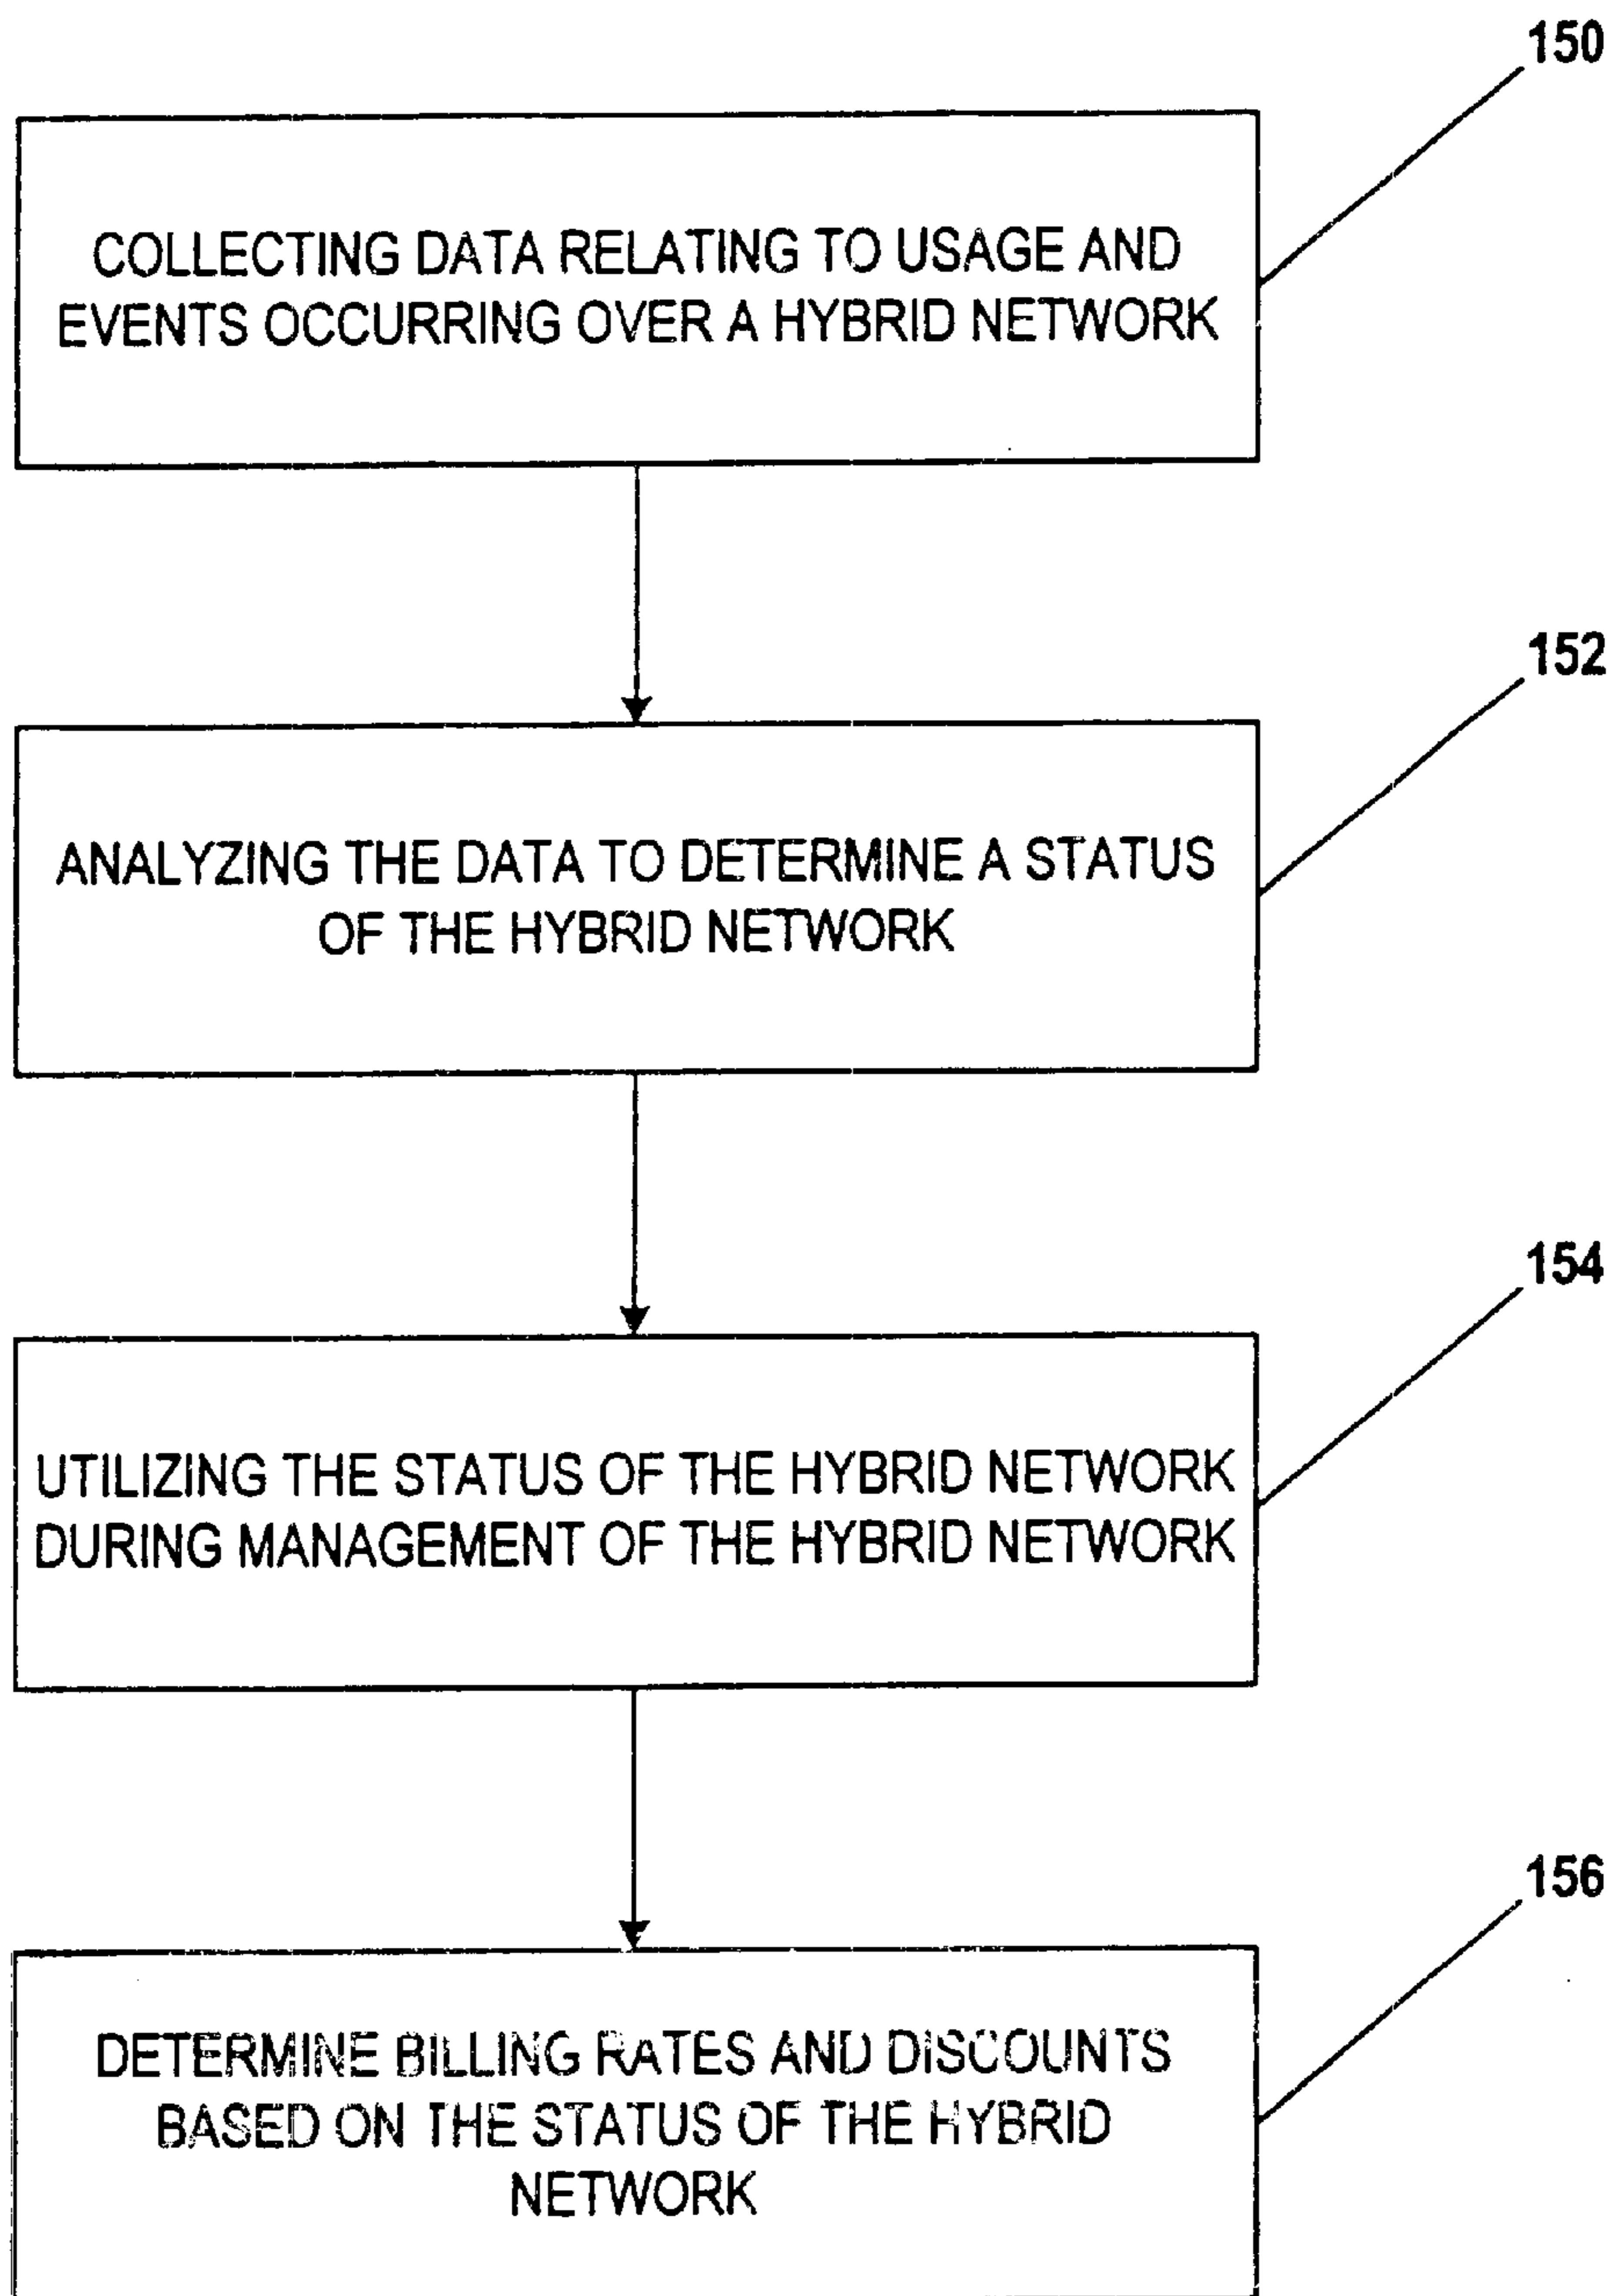 150
COLLECTING DATA RELATING TO USAGE AND
EVENTS OCCURRING OVER A HYBRID NETWORK
152
ANALYZING THE DATA TO DETERMINE A STATUS
OF THE HYBRID NETWORK
154
UTILIZING THE STATUS OF THE HYBRID NETWORK
DURING MANAGEMENT OF THE HYBRID NETWORK
156
DETERMINE BILLING RATES AND DISCOUNTS
BASED ON THE STATUS OF THE HYBRID
NETWORK